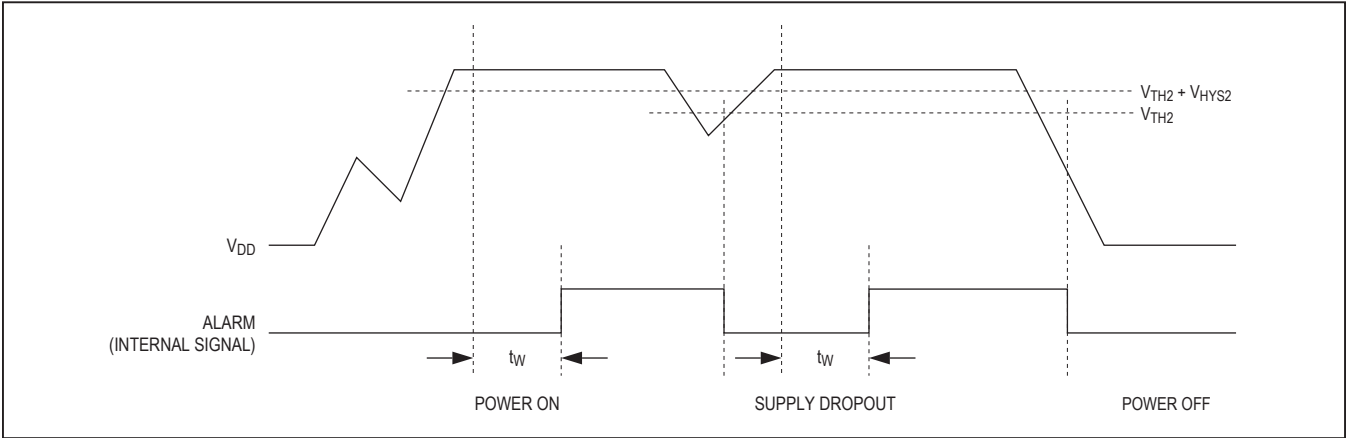 VTH2 + VHYS2
VTH2
VDD
ALARM
(INTERNAL SIGNAL)
tW
tW
POWER ON
SUPPLY DROPOUT
POWER OFF